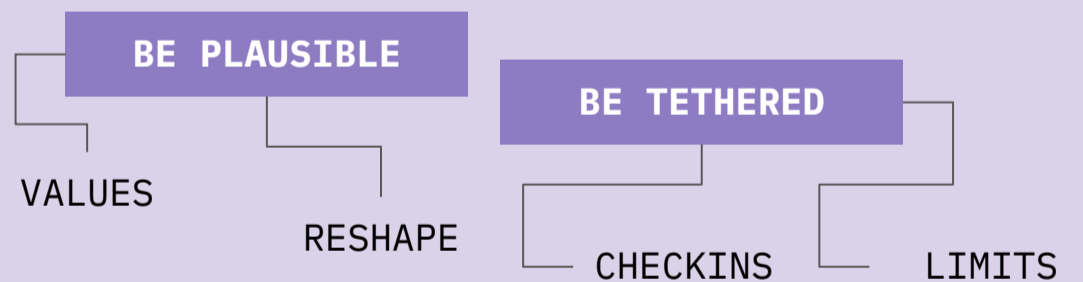 BE PLAUSIBLE
BE TETHERED
VALUES
RESHAPE
CHECKINS
LIMITS